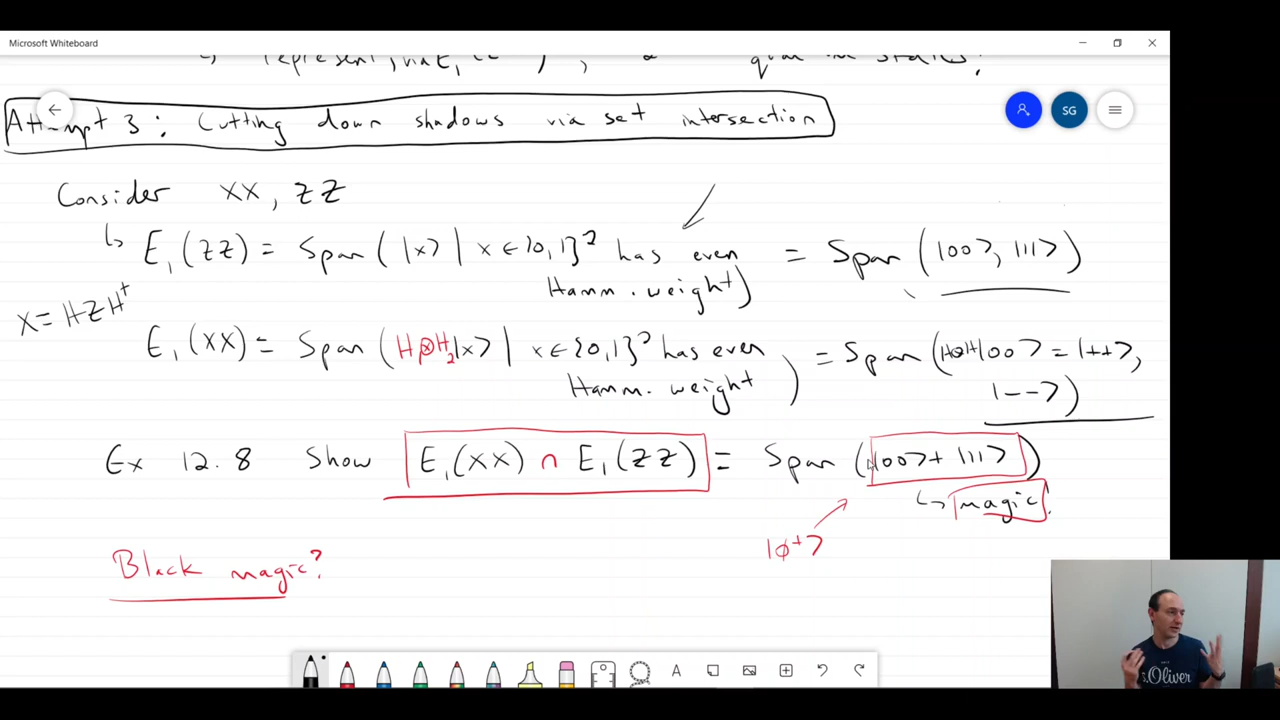 Microsoft Whiteboard
SG
Attempt 3: Cutting down shadows via set intersection
Consider XX, ZZ
↳ E₁(ZZ) = Span(|x> | x ∈ {0,1}² has even Hamm. weight) = Span(|00>, |11>)
X = HZH†
E₁(XX) = Span(H⊗H₂|x> | x ∈ {0,1}² has even Hamm. weight) = Span(H⊗H|00> = |++>, |-->)
Ex 12.8 Show E₁(XX) ∩ E₁(ZZ) = Span(|00> + |11>)
↳ magic!
|φ⁺>
Black magic?
Oliver